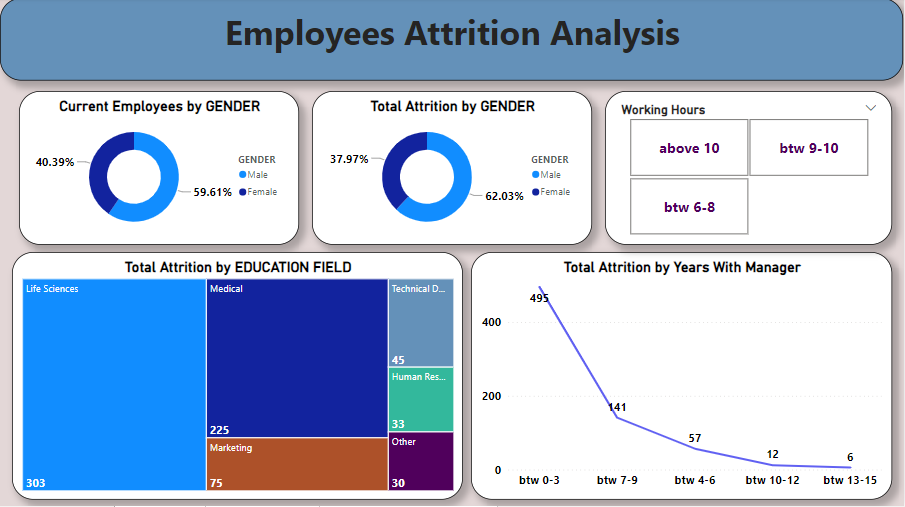 Employees Attrition Analysis
Current Employees by GENDER
40.39%
59.61%
GENDER
Male
Female
Total Attrition by GENDER
37.97%
62.03%
GENDER
Male
Female
Working Hours
above 10
btw 9-10
btw 6-8
Total Attrition by EDUCATION FIELD
Life Sciences
303
Medical
225
Marketing
75
Technical D...
45
Human Res...
33
Other
30
Total Attrition by Years With Manager
400
200
0
495
141
57
12
6
btw 0-3
btw 7-9
btw 4-6
btw 10-12
btw 13-15